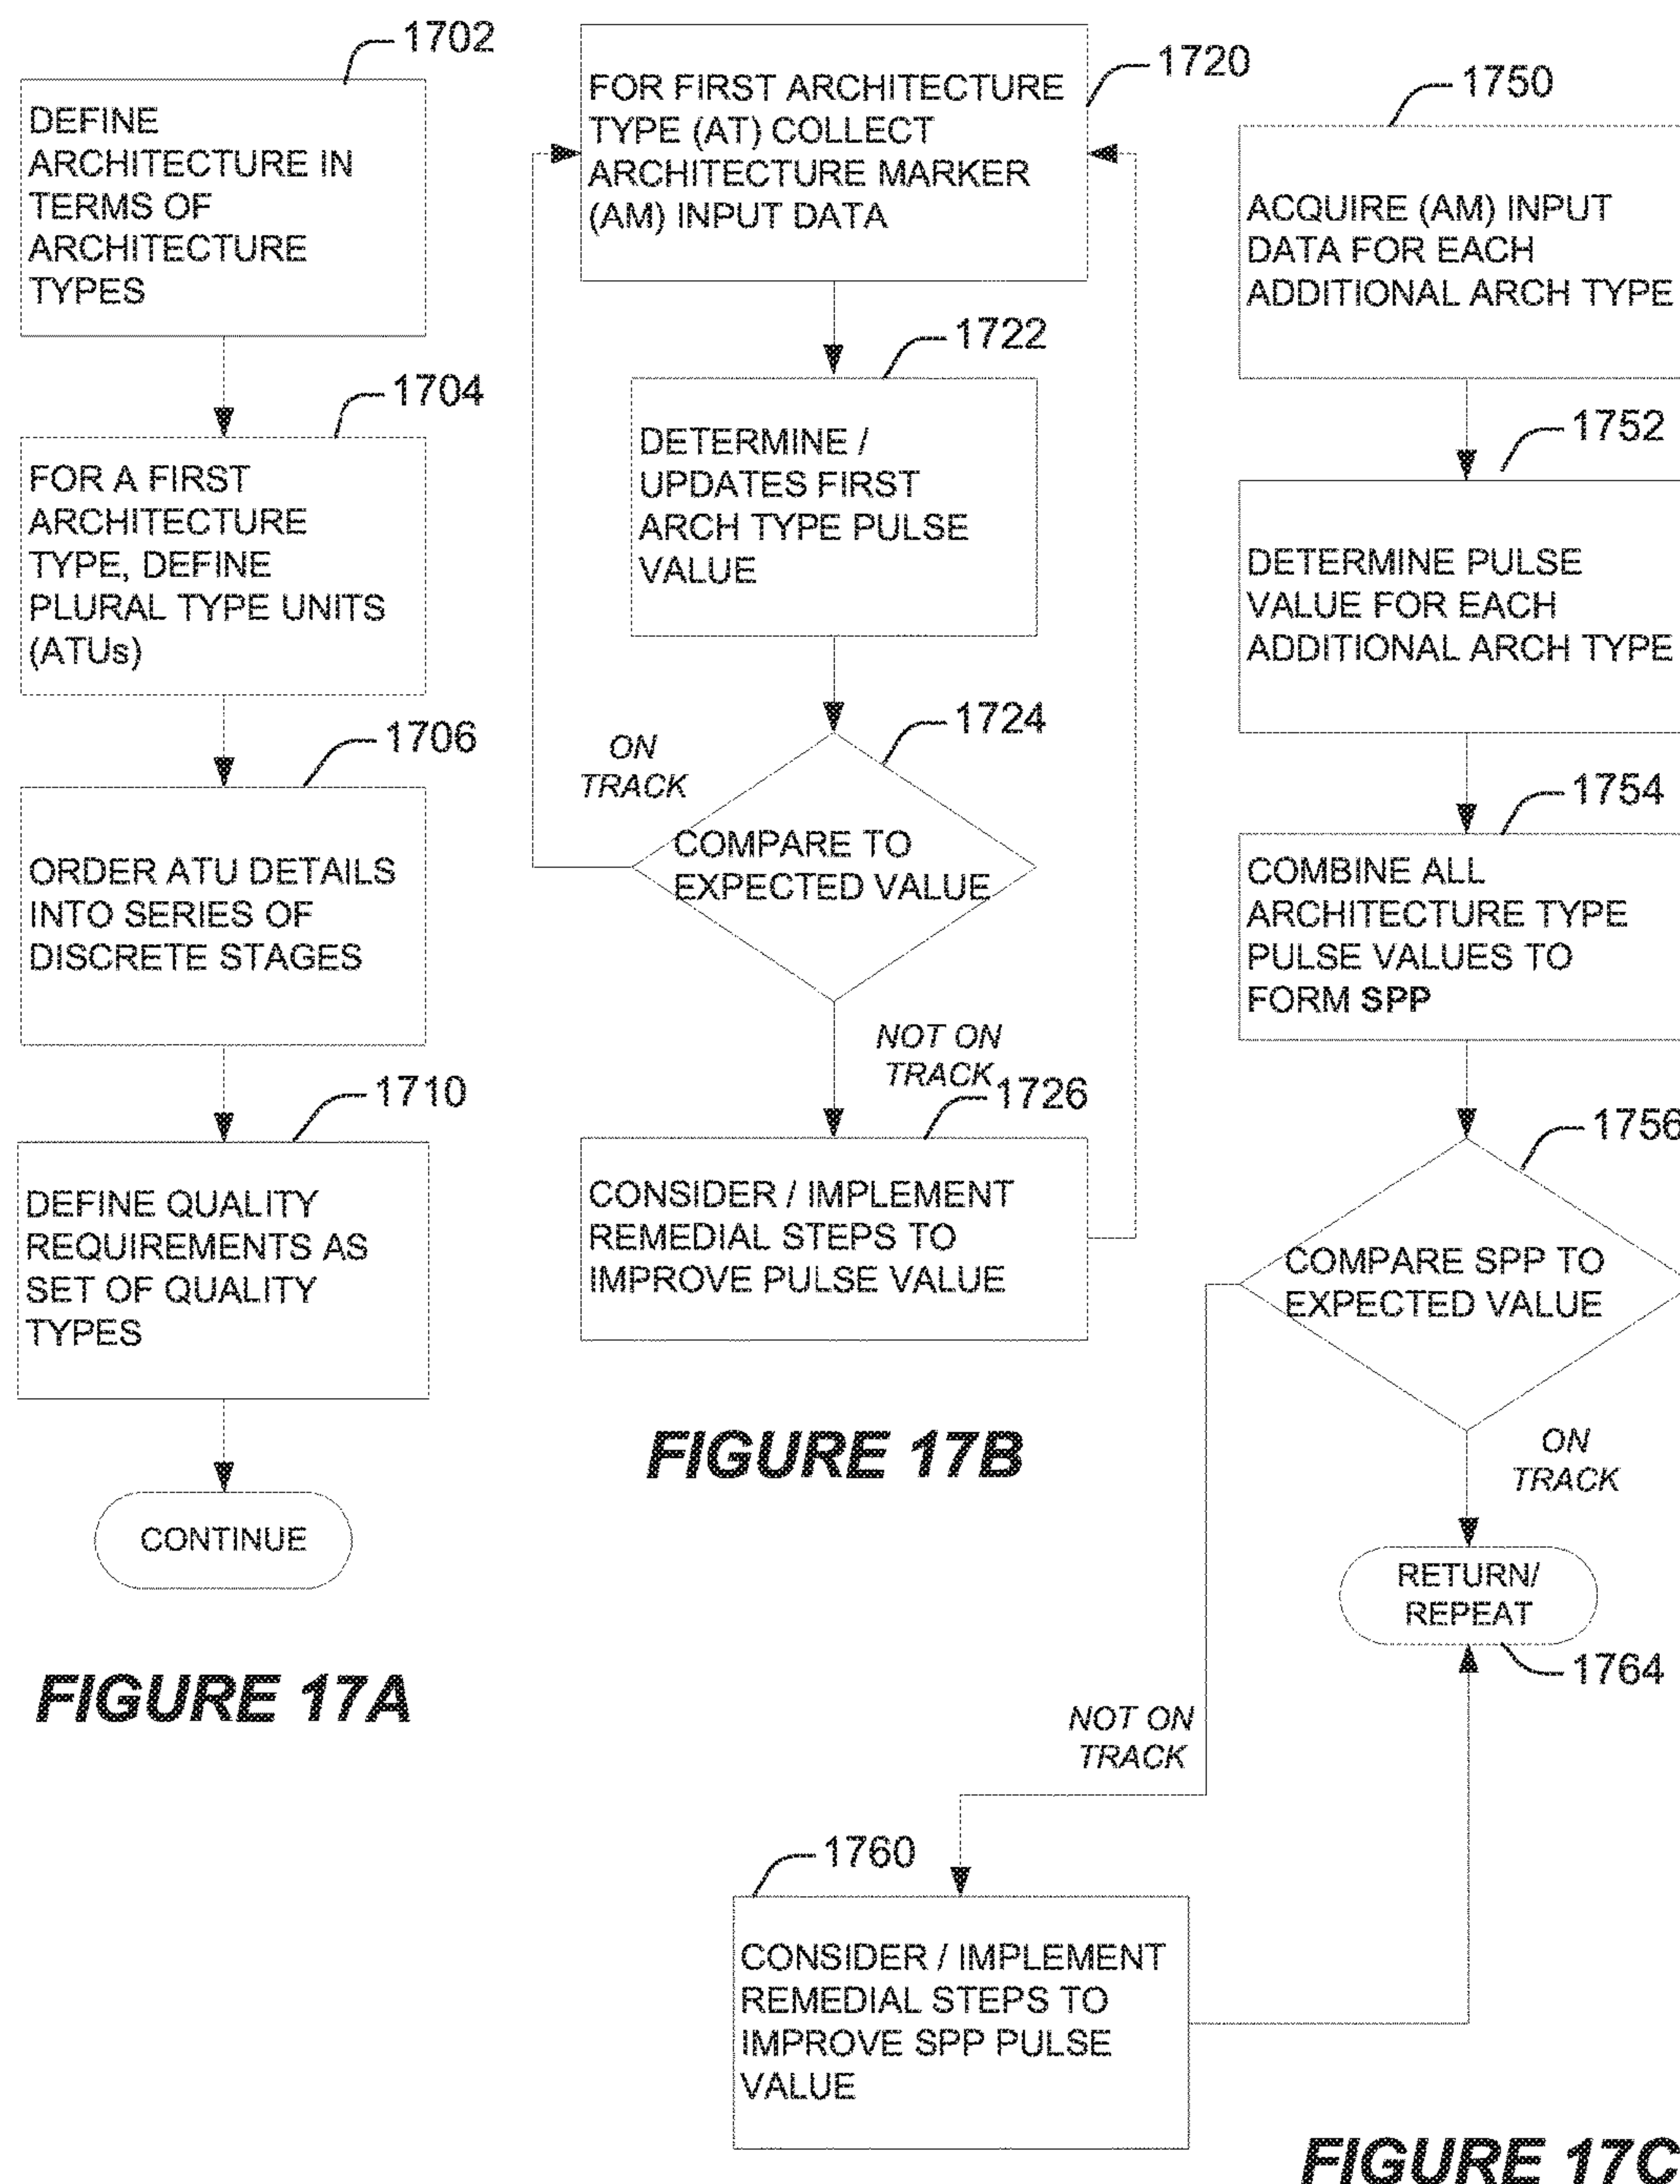 1702
DEFINE
ARCHITECTURE IN
TERMS OF
ARCHITECTURE
TYPES
1704
FOR A FIRST
ARCHITECTURE
TYPE, DEFINE
PLURAL TYPE UNITS
(ATUs)
1706
ORDER ATU DETAILS
INTO SERIES OF
DISCRETE STAGES
1710
DEFINE QUALITY
REQUIREMENTS AS
SET OF QUALITY
TYPES
CONTINUE
FIGURE 17A
1720
FOR FIRST ARCHITECTURE
TYPE (AT) COLLECT
ARCHITECTURE MARKER
(AM) INPUT DATA
1722
DETERMINE /
UPDATES FIRST
ARCH TYPE PULSE
VALUE
1724
ON
TRACK
COMPARE TO
EXPECTED VALUE
NOT ON
TRACK
1726
CONSIDER / IMPLEMENT
REMEDIAL STEPS TO
IMPROVE PULSE VALUE
FIGURE 17B
1750
ACQUIRE (AM) INPUT
DATA FOR EACH
ADDITIONAL ARCH TYPE
1752
DETERMINE PULSE
VALUE FOR EACH
ADDITIONAL ARCH TYPE
1754
COMBINE ALL
ARCHITECTURE TYPE
PULSE VALUES TO
FORM SPP
1756
COMPARE SPP TO
EXPECTED VALUE
ON
TRACK
RETURN/
REPEAT
1764
NOT ON
TRACK
1760
CONSIDER / IMPLEMENT
REMEDIAL STEPS TO
IMPROVE SPP PULSE
VALUE
FIGURE 17C